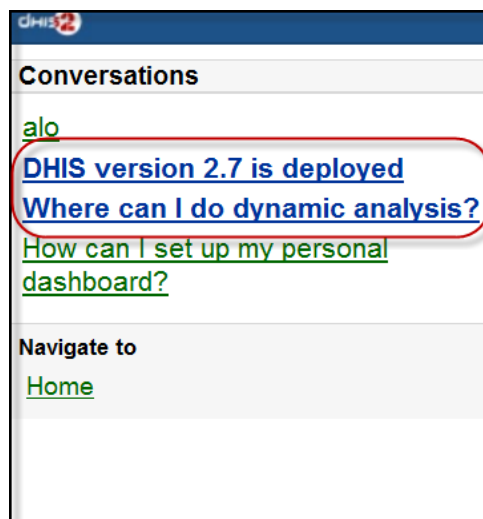 dHIS2
Conversations
alo
DHIS version 2.7 is deployed
Where can I do dynamic analysis?
How can I set up my personal
dashboard?
Navigate to
Home